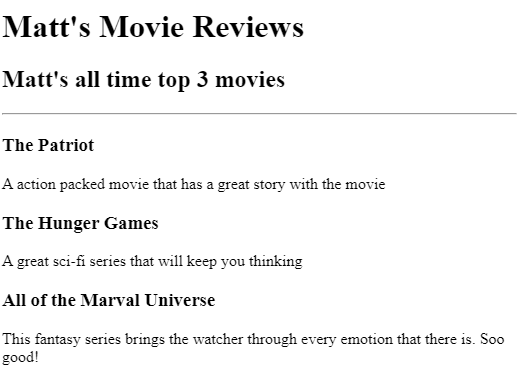 Matt's Movie Reviews
Matt's all time top 3 movies
The Patriot
A action packed movie that has a great story with the movie
The Hunger Games
A great sci-fi series that will keep you thinking
All of the Marval Universe
This fantasy series brings the watcher through every emotion that there is. Soo
good!